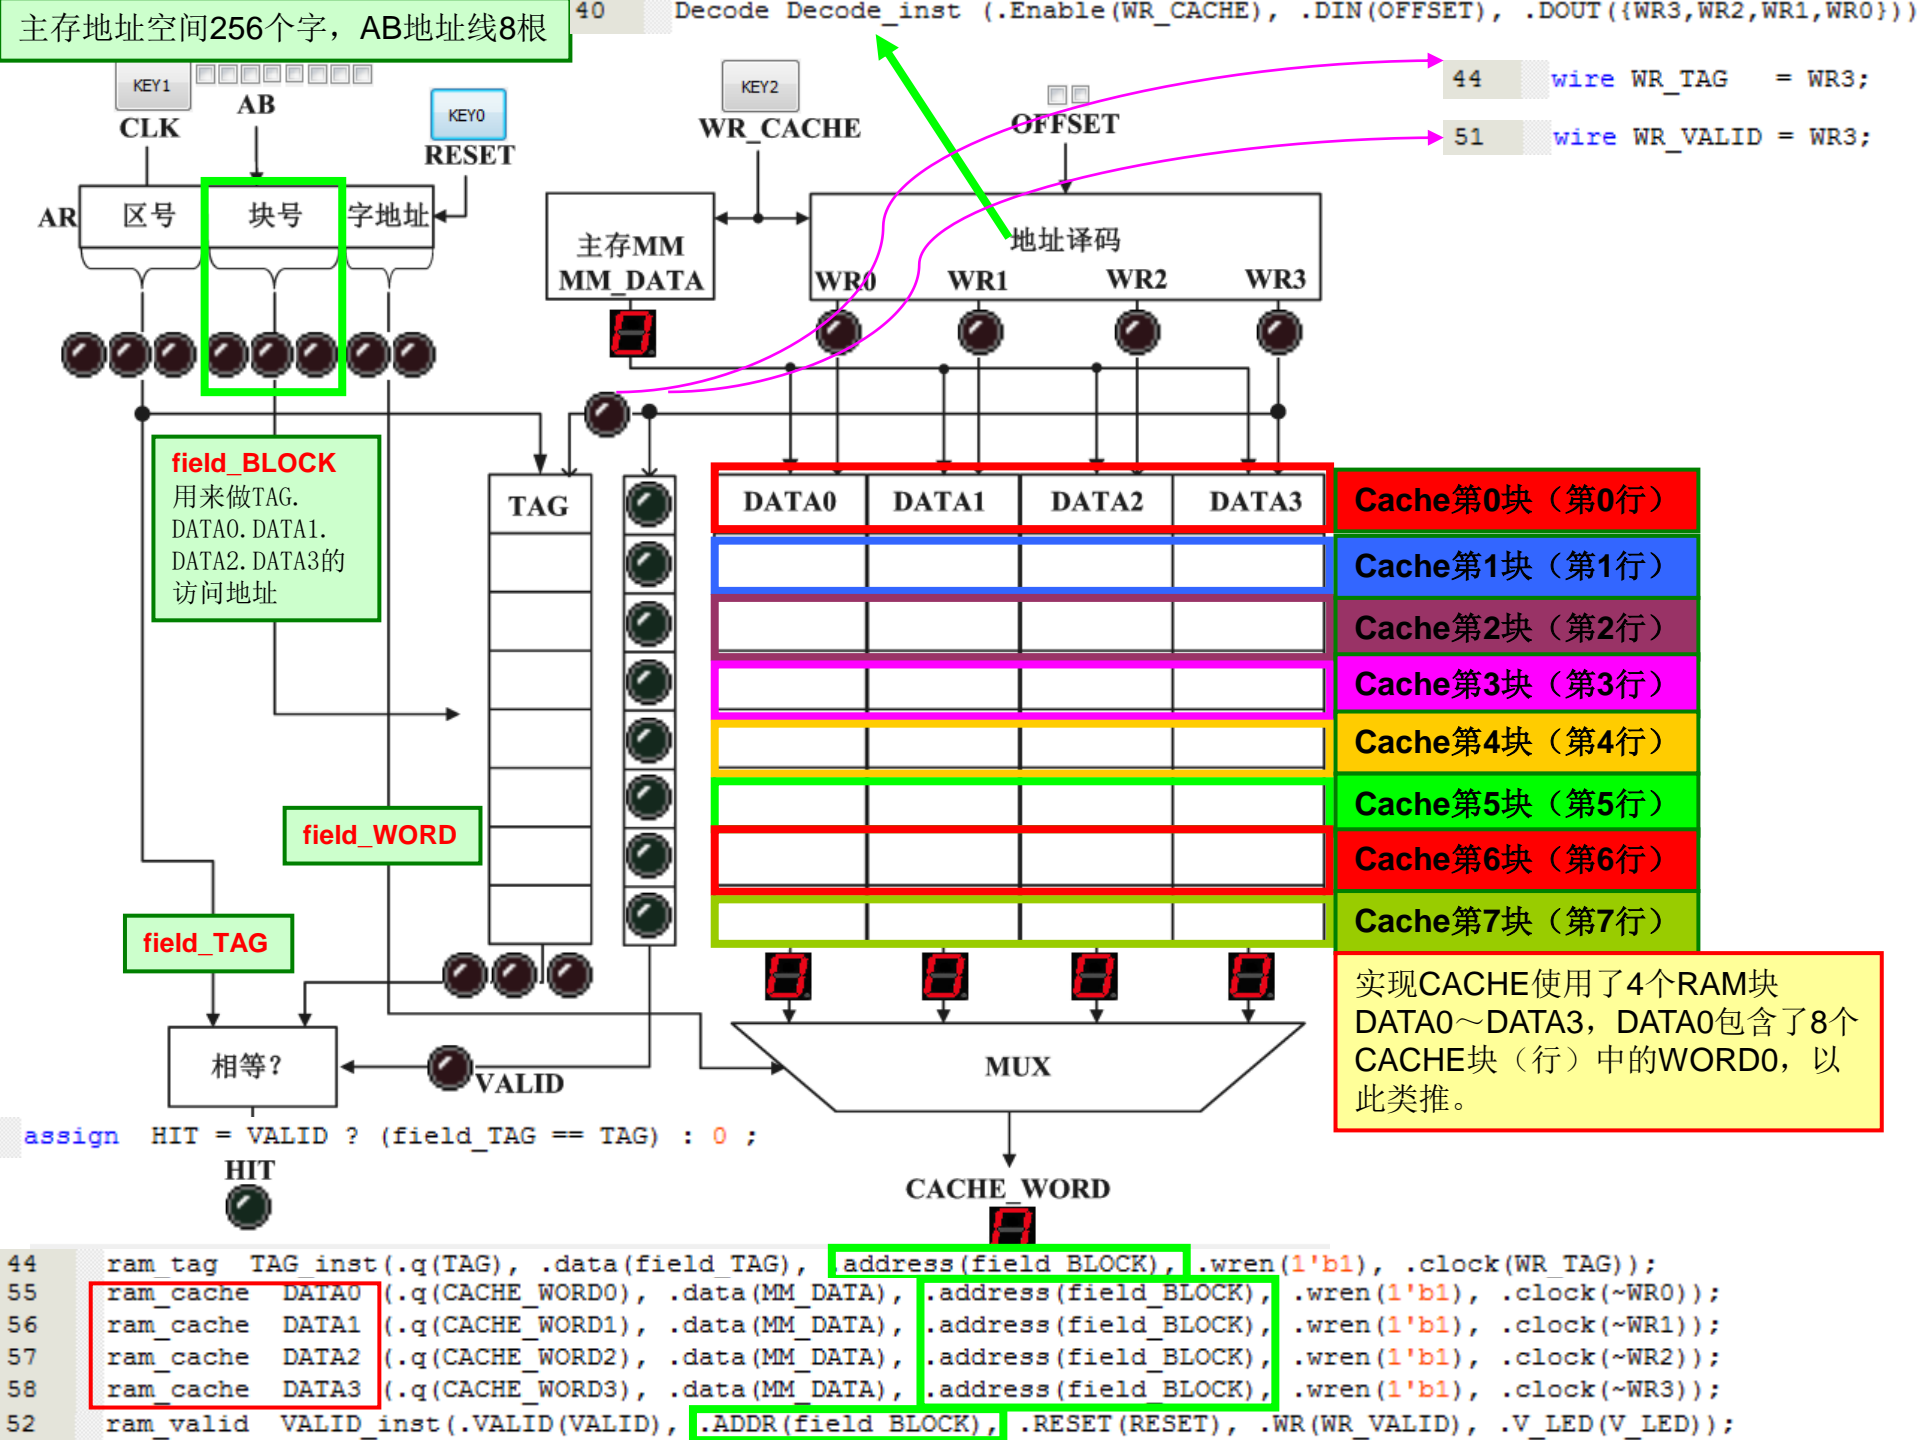 主存地址空间256个字，AB地址线8根
40 Decode Decode_inst (.Enable(WR_CACHE), .DIN(OFFSET), .DOUT({WR3,WR2,WR1,WR0}))
KEY1
AB
CLK
KEY0
RESET
KEY2
WR_CACHE
OFFSET
44 wire WR_TAG = WR3;
51 wire WR_VALID = WR3;
AR
区号
块号
字地址
主存MM
MM_DATA
地址译码
WR0
WR1
WR2
WR3
field_BLOCK
用来做TAG.
DATA0.DATA1.
DATA2.DATA3的
访问地址
TAG
DATA0
DATA1
DATA2
DATA3
Cache第0块（第0行）
Cache第1块（第1行）
Cache第2块（第2行）
Cache第3块（第3行）
Cache第4块（第4行）
Cache第5块（第5行）
Cache第6块（第6行）
Cache第7块（第7行）
field_WORD
field_TAG
实现CACHE使用了4个RAM块
DATA0～DATA3，DATA0包含了8个
CACHE块（行）中的WORD0，以
此类推。
相等？
VALID
MUX
assign HIT = VALID ? (field_TAG == TAG) : 0 ;
HIT
CACHE_WORD
44 ram_tag TAG_inst(.q(TAG), .data(field_TAG), .address(field_BLOCK), .wren(1'b1), .clock(WR_TAG));
55 ram_cache DATA0 (.q(CACHE_WORD0), .data(MM_DATA), .address(field_BLOCK), .wren(1'b1), .clock(~WR0));
56 ram_cache DATA1 (.q(CACHE_WORD1), .data(MM_DATA), .address(field_BLOCK), .wren(1'b1), .clock(~WR1));
57 ram_cache DATA2 (.q(CACHE_WORD2), .data(MM_DATA), .address(field_BLOCK), .wren(1'b1), .clock(~WR2));
58 ram_cache DATA3 (.q(CACHE_WORD3), .data(MM_DATA), .address(field_BLOCK), .wren(1'b1), .clock(~WR3));
52 ram_valid VALID_inst(.VALID(VALID), .ADDR(field_BLOCK), .RESET(RESET), .WR(WR_VALID), .V_LED(V_LED));